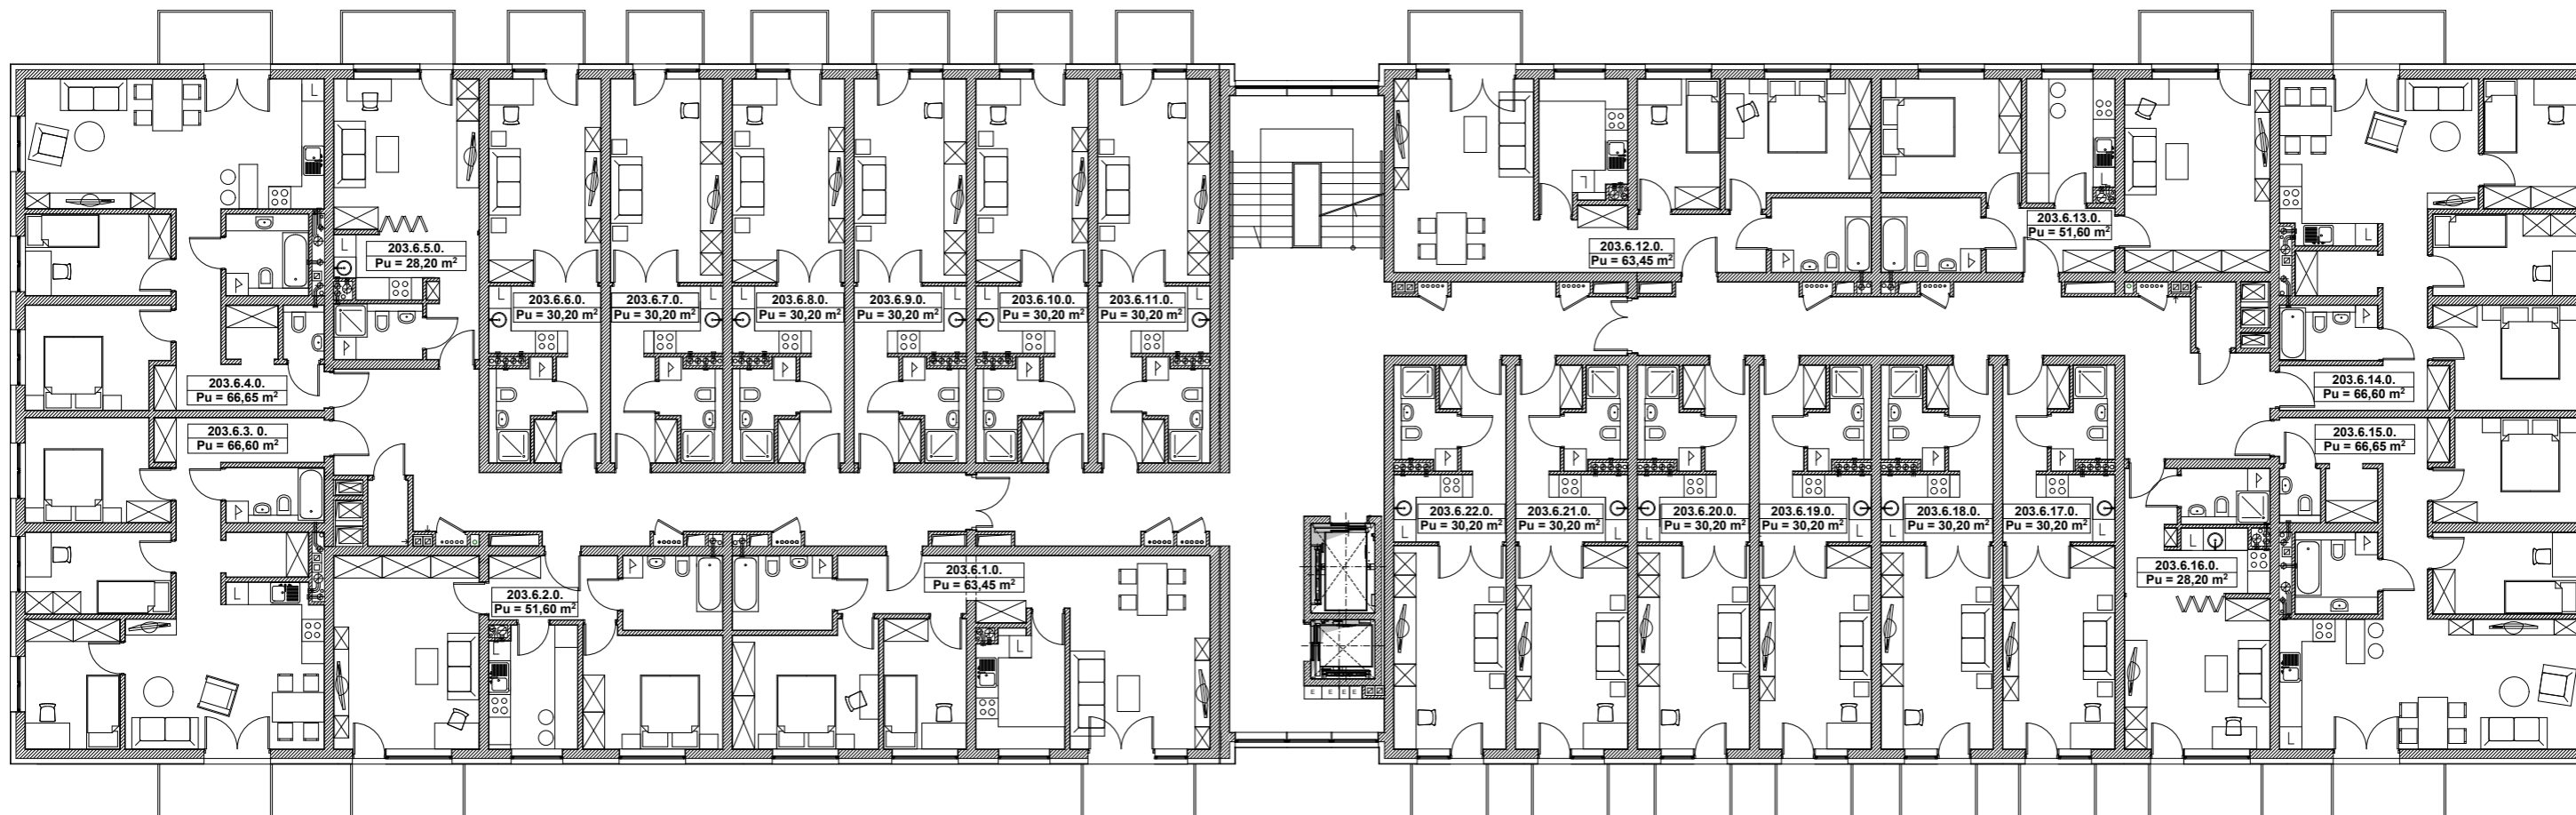 203.6.5.0.
Pu = 28,20 m²
203.6.6.0.
Pu = 30,20 m²
203.6.7.0.
Pu = 30,20 m²
203.6.8.0.
Pu = 30,20 m²
203.6.9.0.
Pu = 30,20 m²
203.6.10.0.
Pu = 30,20 m²
203.6.11.0.
Pu = 30,20 m²
203.6.12.0.
Pu = 63,45 m²
203.6.13.0.
Pu = 51,60 m²
203.6.4.0.
Pu = 66,65 m²
203.6.14.0.
Pu = 66,60 m²
203.6.3. 0.
Pu = 66,60 m²
203.6.15.0.
Pu = 66,65 m²
203.6.22.0.
Pu = 30,20 m²
203.6.21.0.
Pu = 30,20 m²
203.6.20.0.
Pu = 30,20 m²
203.6.19.0.
Pu = 30,20 m²
203.6.18.0.
Pu = 30,20 m²
203.6.17.0.
Pu = 30,20 m²
203.6.2.0.
Pu = 51,60 m²
203.6.1.0.
Pu = 63,45 m²
203.6.16.0.
Pu = 28,20 m²
E E E E